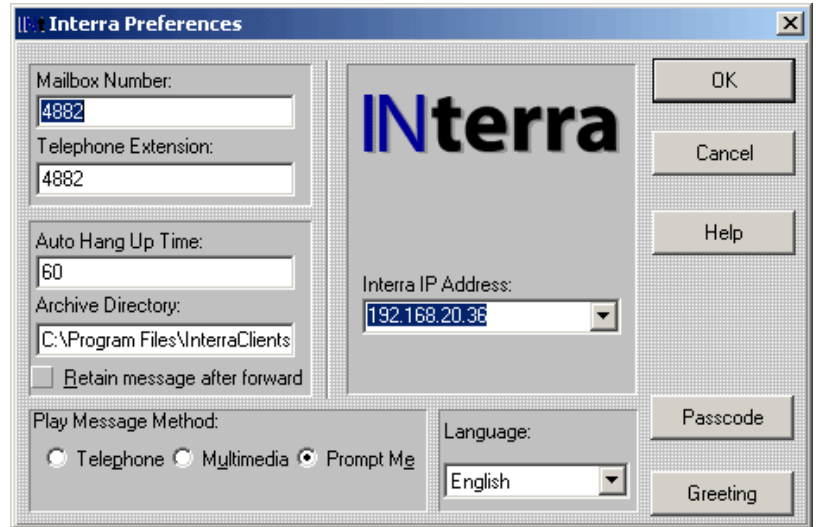 Interra Preferences
Mailbox Number:
4882
Telephone Extension:
4882
Auto Hang Up Time:
60
Archive Directory:
C:\Program Files\InterraClients
Retain message after forward
INterra
Interra IP Address:
192.168.20.36
OK
Cancel
Help
Play Message Method:
Telephone Multimedia Prompt Me
Language:
English
Passcode
Greeting